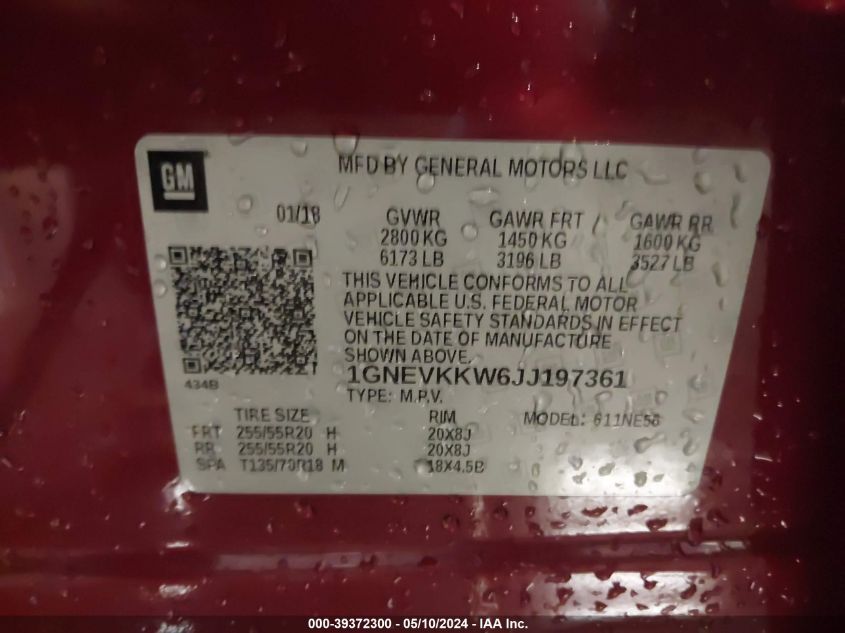 GM
MFD BY GENERAL MOTORS LLC
01/18 GVWR GAWR FRT GAWR RR
2800 KG 1450 KG 1600 KG
6173 LB 3196 LB 3527 LB
THIS VEHICLE CONFORMS TO ALL
APPLICABLE U.S. FEDERAL MOTOR
VEHICLE SAFETY STANDARDS IN EFFECT
ON THE DATE OF MANUFACTURE
SHOWN ABOVE.
434B
1GNEVKKW6JJ197361
TYPE: M.P.V.
TIRE SIZE RIM MODEL: 611NE56
FRT 255/55R20 H 20X8J
RR 255/55R20 H 20X8J
SPA T135/70R18 M 18X4.5B
000-39372300 - 05/10/2024 - IAA Inc.